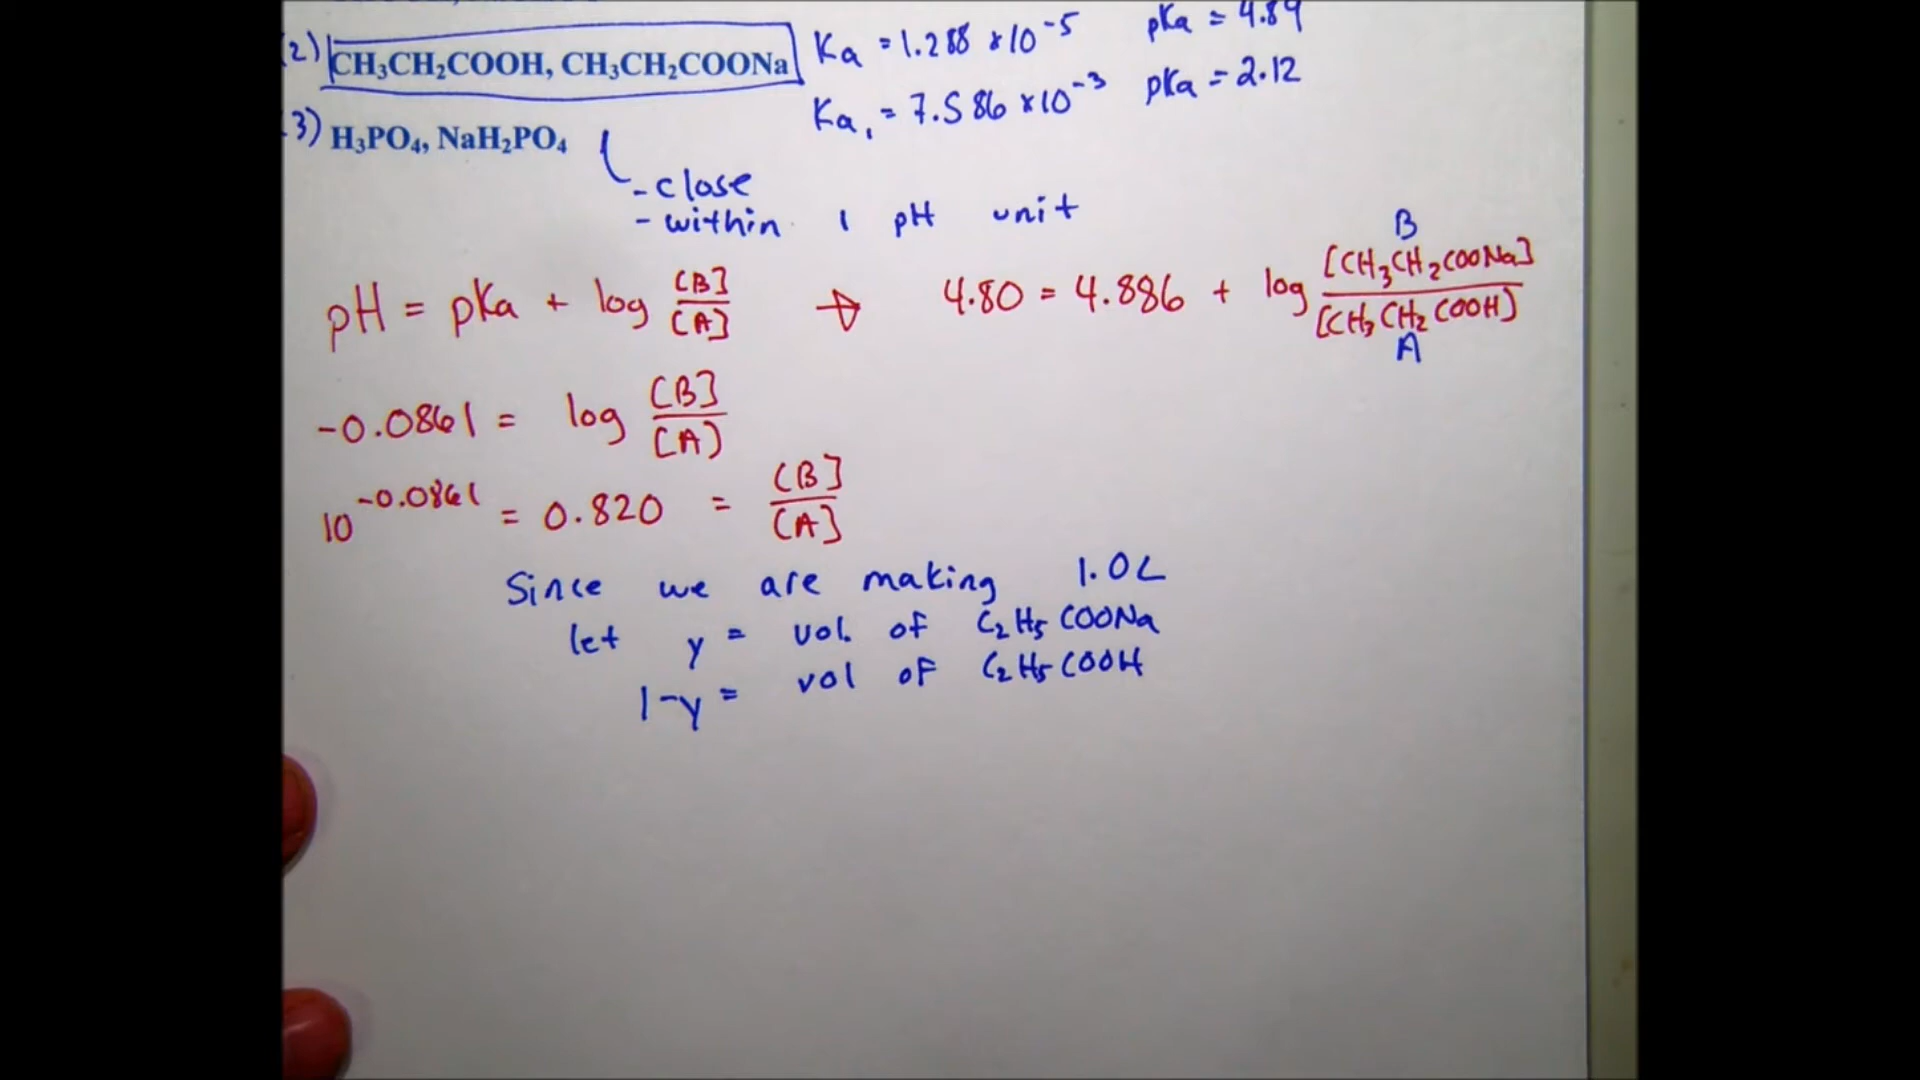 (2) CH₃CH₂COOH, CH₃CH₂COONa Ka = 1.288 x 10⁻⁵ pKa = 4.89
(3) H₃PO₄, NaH₂PO₄ Ka₁ = 7.586 x 10⁻³ pKa = 2.12
- close
- within 1 pH unit
pH = pKa + log [B]/[A] → 4.80 = 4.886 + log [CH₃CH₂COONa]/[CH₃CH₂COOH]
B
A
-0.0861 = log [B]/[A]
10^-0.0861 = 0.820 = [B]/[A]
Since we are making 1.0L
let y = vol. of C₂H₅COONa
1-y = vol of C₂H₅COOH